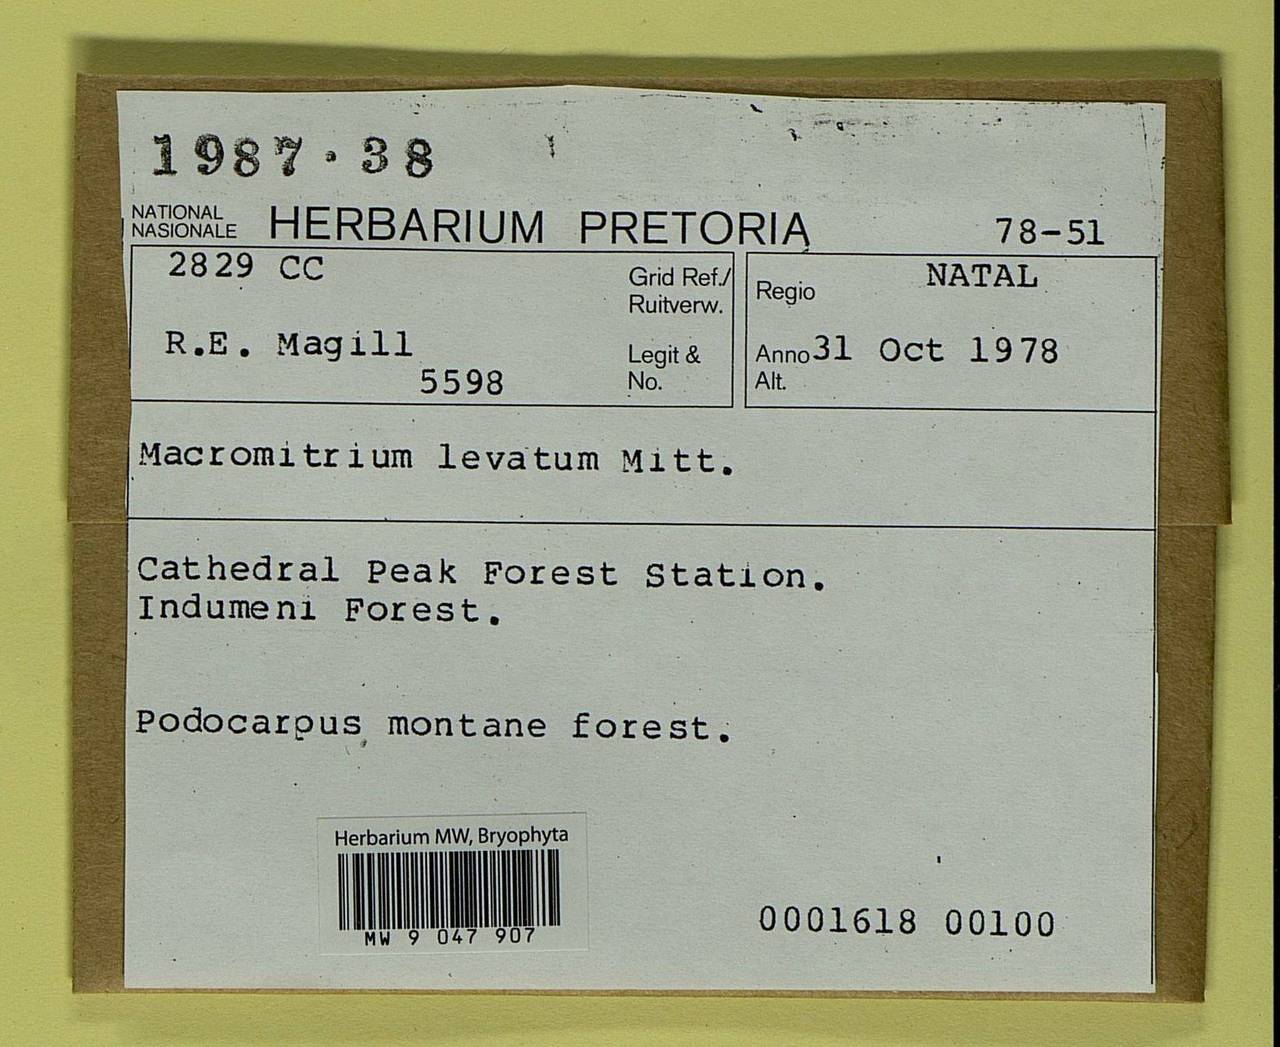 1987·38
NATIONAL
NASIONALE HERBARIUM PRETORIA 78-51
2829 CC Grid Ref./
Ruitverw.
Regio NATAL
R.E. Magill Legit &
5598 No.
Anno 31 Oct 1978
Alt.
Macromitrium levatum Mitt.
Cathedral Peak Forest Station.
Indumeni Forest.
Podocarpus montane forest.
Herbarium MW, Bryophyta
MW 9 047 907
0001618 00100